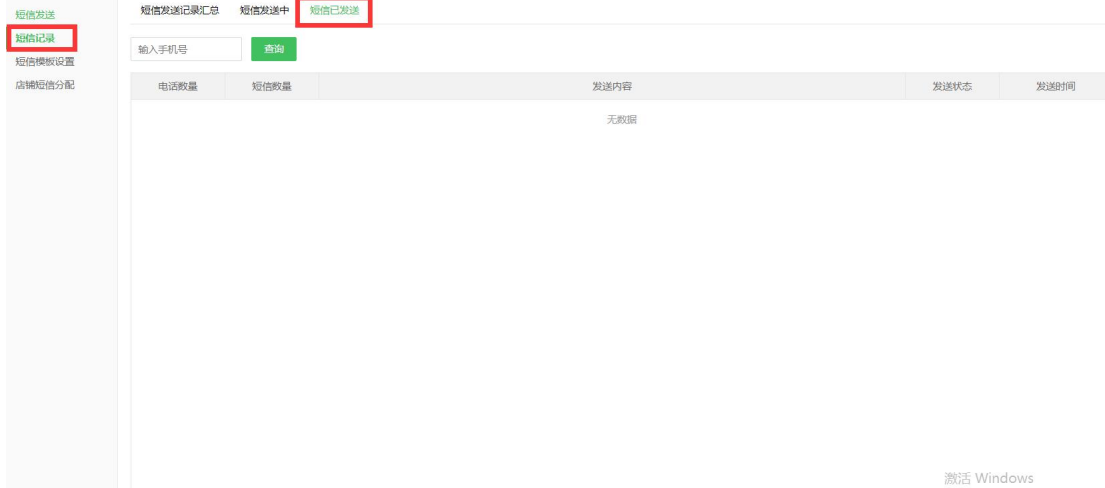 短信发送
短信记录
短信模板设置
店铺短信分配
短信发送记录汇总 短信发送中 短信已发送
输入手机号 查询
电话数量 短信数量 发送内容 发送状态 发送时间
无数据
激活 Windows